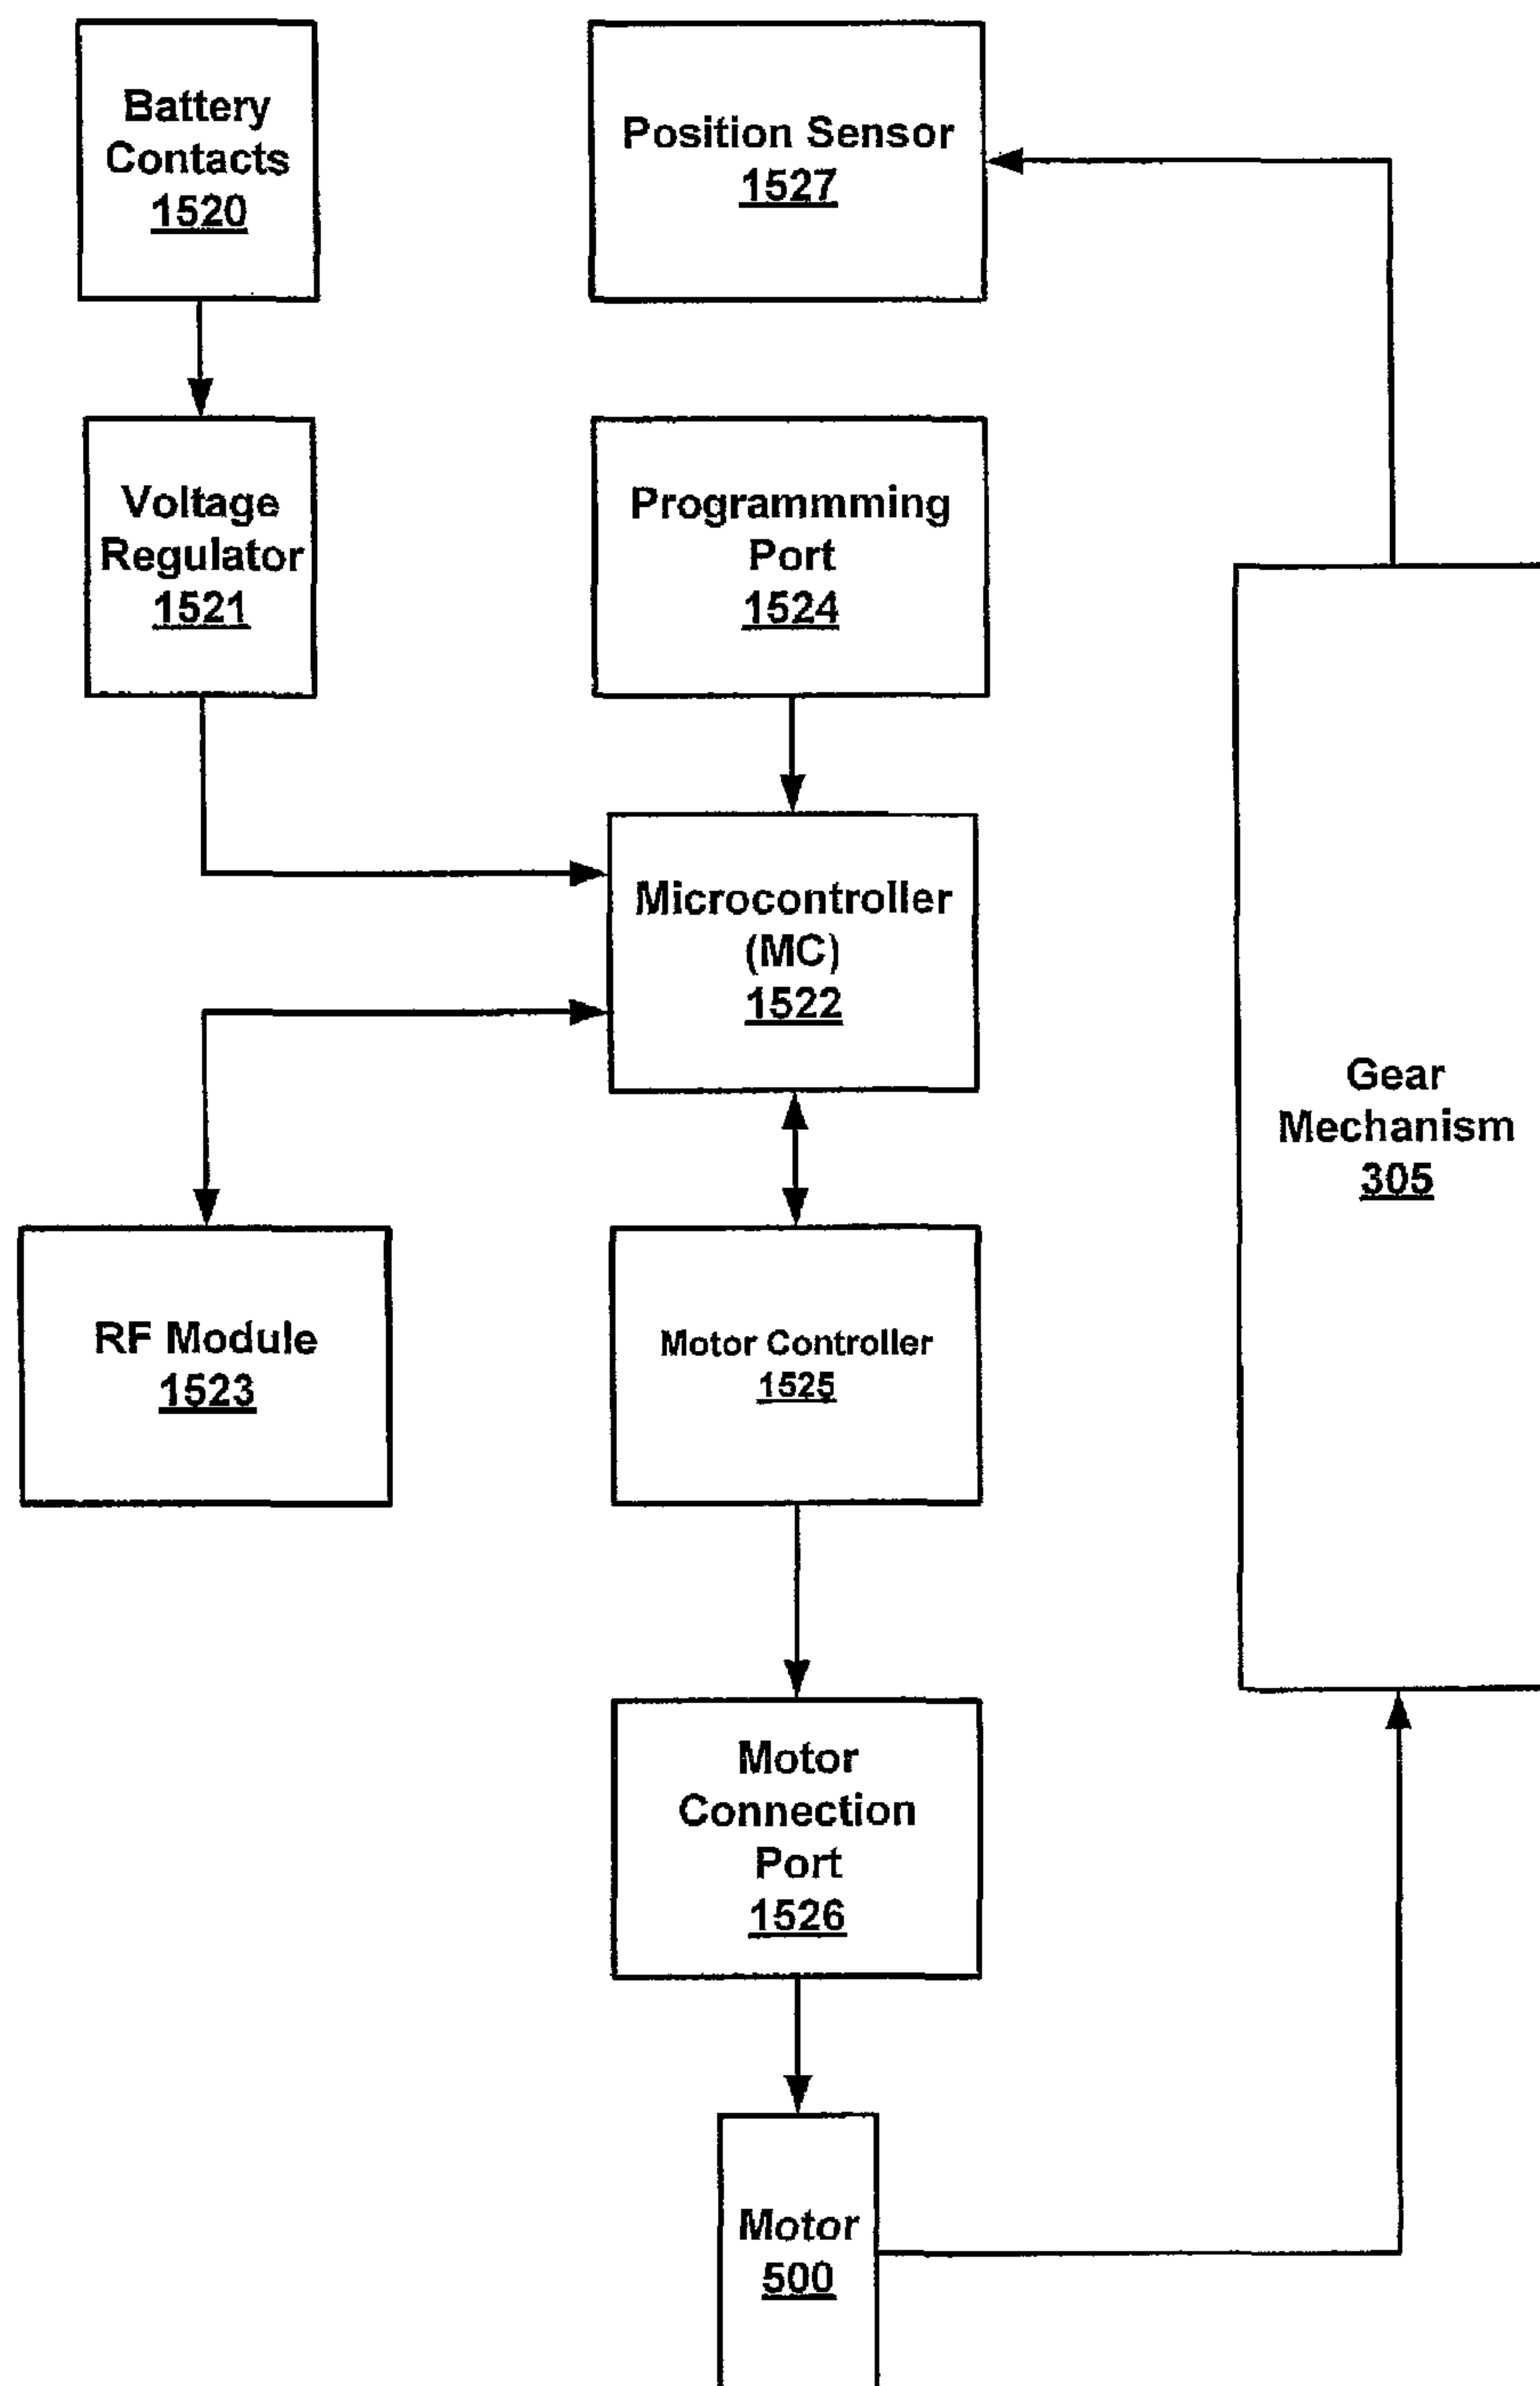 Battery
Contacts
1520
Position Sensor
1527
Voltage
Regulator
1521
Programmming
Port
1524
Microcontroller
(MC)
1522
Gear
Mechanism
305
RF Module
1523
Motor Controller
1525
Motor
Connection
Port
1526
Motor
500